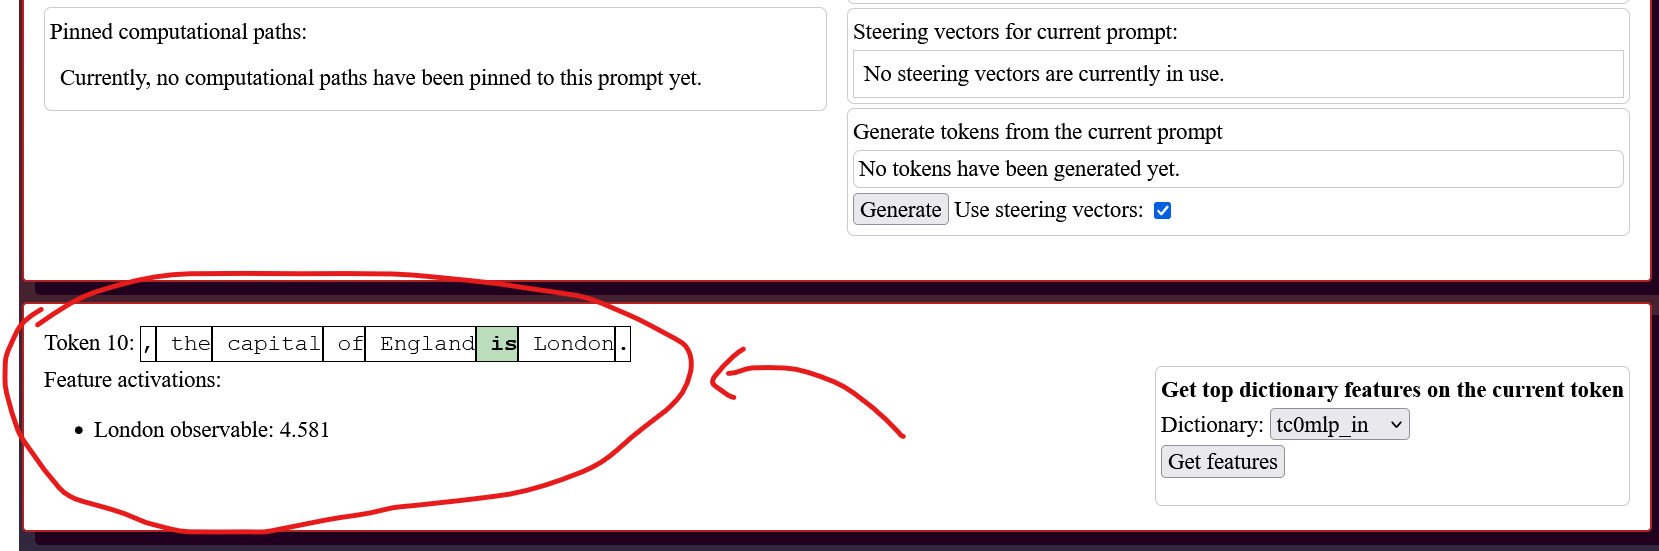 Pinned computational paths:
Currently, no computational paths have been pinned to this prompt yet.
Steering vectors for current prompt:
No steering vectors are currently in use.
Generate tokens from the current prompt
No tokens have been generated yet.
Generate Use steering vectors:
Token 10: , the capital of England is London.
Feature activations:
• London observable: 4.581
Get top dictionary features on the current token
Dictionary: tc0mlp_in
Get features